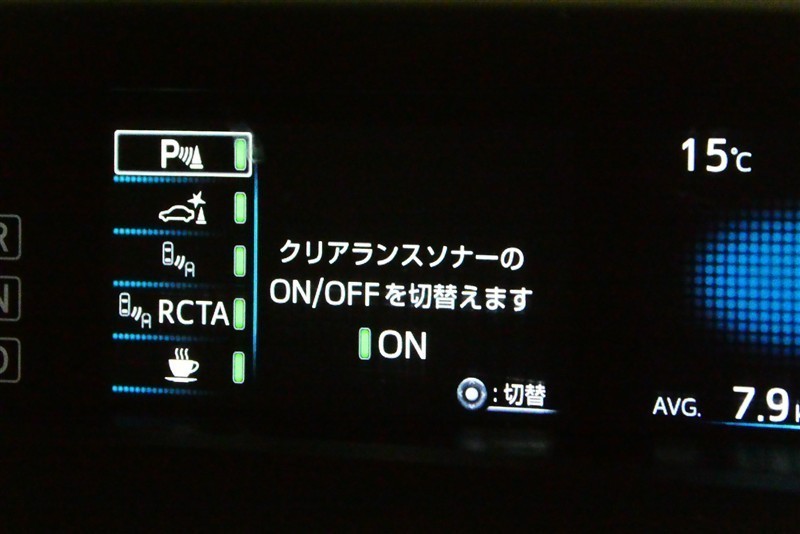 P
15℃
R
クリアランスソナーの
N
ON/OFFを切替えます
RCTA
ON
D
:切替
AVG. 7.9